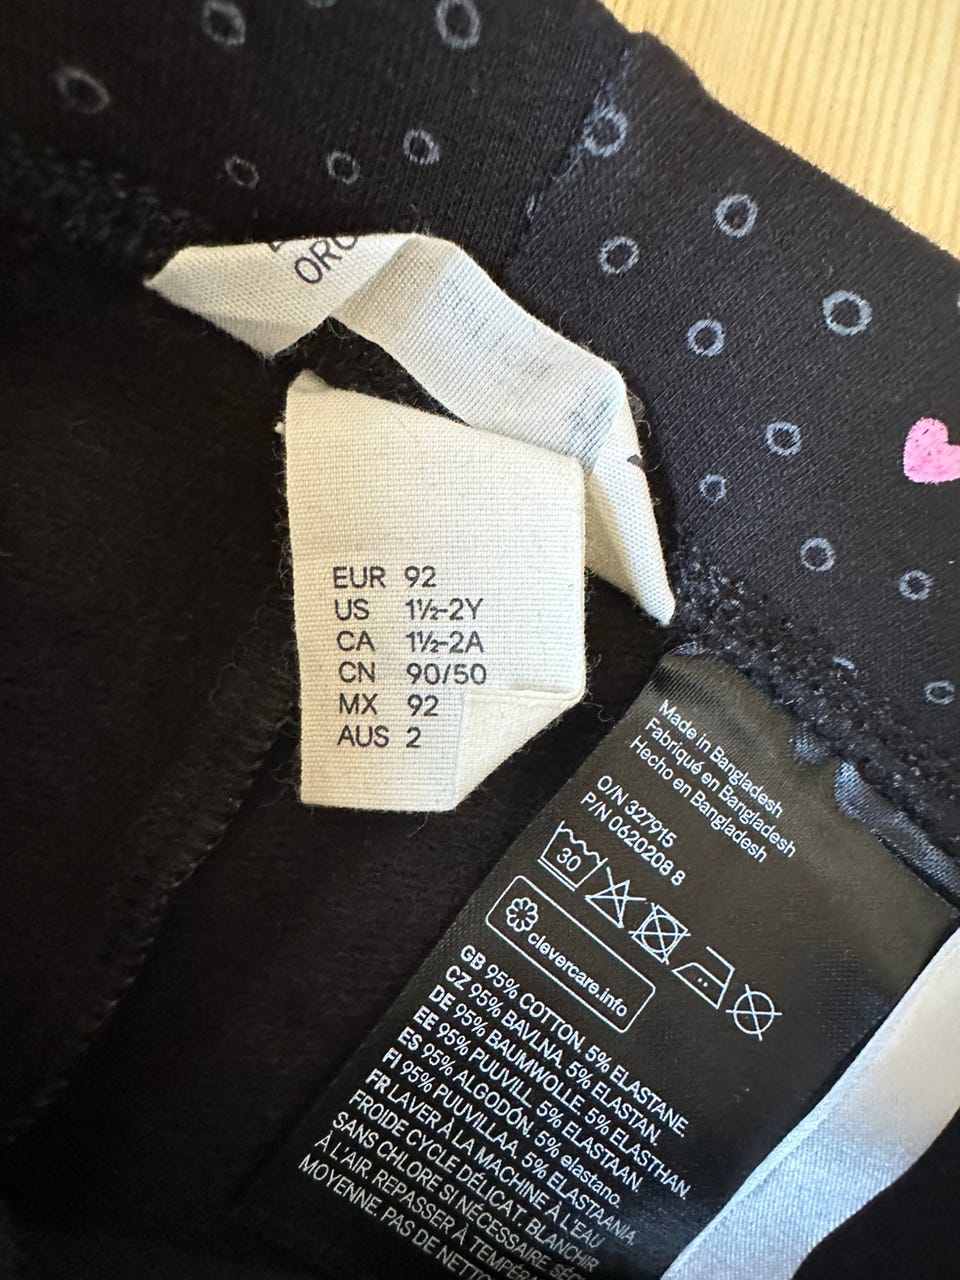 ORG
EUR 92
US 1½-2Y
CA 1½-2A
CN 90/50
MX 92
AUS 2
Made in Bangladesh
Fabriqué en Bangladesh
Hecho en Bangladesh
O/N 327915
P/N 0620208 8
30
clevercare.info
GB 95% COTTON. 5% ELASTANE.
CZ 95% BAVLNA. 5% ELASTAN.
DE 95% BAUMWOLLE. 5% ELASTHAN.
EE 95% PUUVILL. 5% ELASTAAN.
ES 95% ALGODÓN. 5% elastano.
FI 95% PUUVILLAA. 5% ELASTAANIA.
FR LAVER À LA MACHINE À L'EAU
FROIDE CYCLE DÉLICAT. BLANCHIR
SANS CHLORE SI NÉCESSAIRE
À L'AIR, REPASSER À
MOYENNE. PAS DE